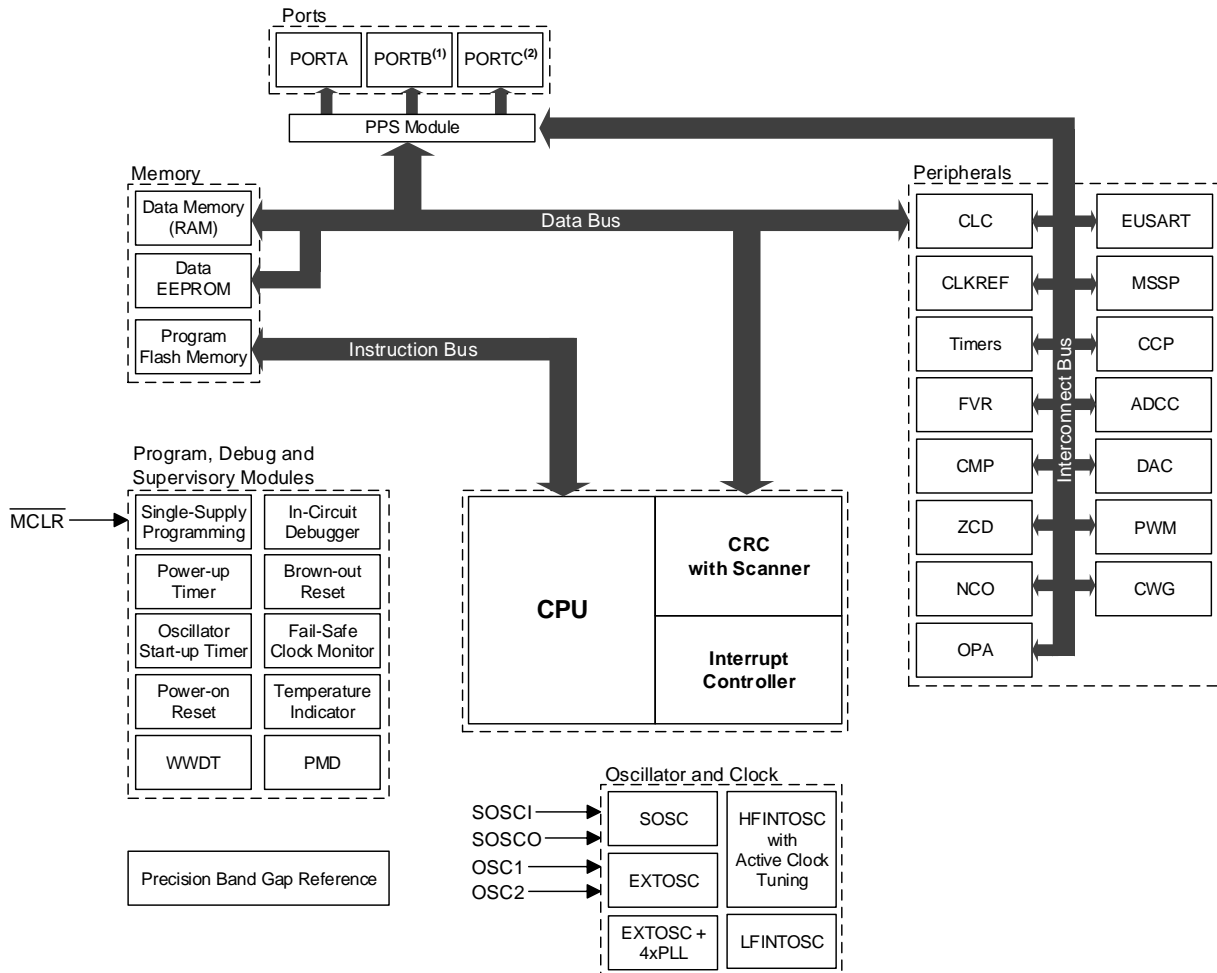 Ports
PORTA
PORTB(1)
PORTC(2)
PPS Module
Memory
Data Memory
(RAM)
Data
EEPROM
Program
Flash Memory
Data Bus
Instruction Bus
Peripherals
CLC
EUSART
CLKREF
MSSP
Timers
CCP
FVR
ADCC
CMP
DAC
ZCD
PWM
NCO
CWG
OPA
Interconnect Bus
Program, Debug and
Supervisory Modules
MCLR
Single-Supply
Programming
In-Circuit
Debugger
Power-up
Timer
Brown-out
Reset
Oscillator
Start-up Timer
Fail-Safe
Clock Monitor
Power-on
Reset
Temperature
Indicator
WWDT
PMD
CPU
CRC
with Scanner
Interrupt
Controller
Precision Band Gap Reference
Oscillator and Clock
SOSCI
SOSCO
OSC1
OSC2
SOSC
HFINTOSC
with
Active Clock
Tuning
EXTOSC
EXTOSC +
4xPLL
LFINTOSC